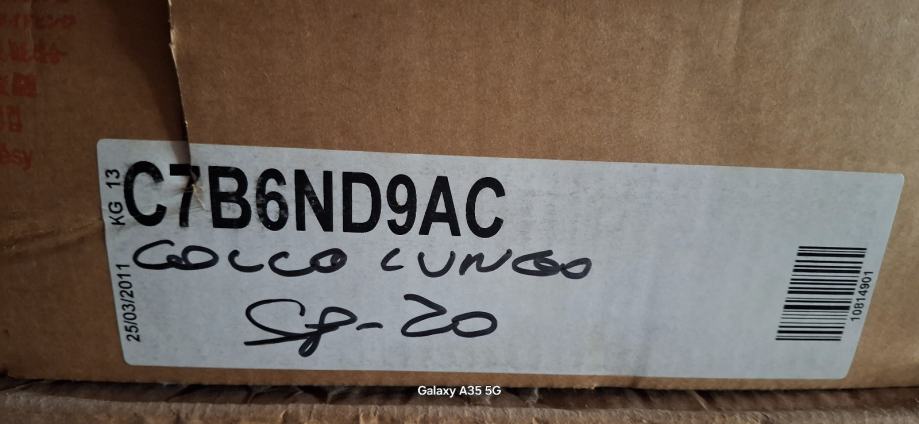 KG 13
C7B6ND9AC
COLLO LUNGO
SP-20
25/03/2011
10814901
Galaxy A35 5G